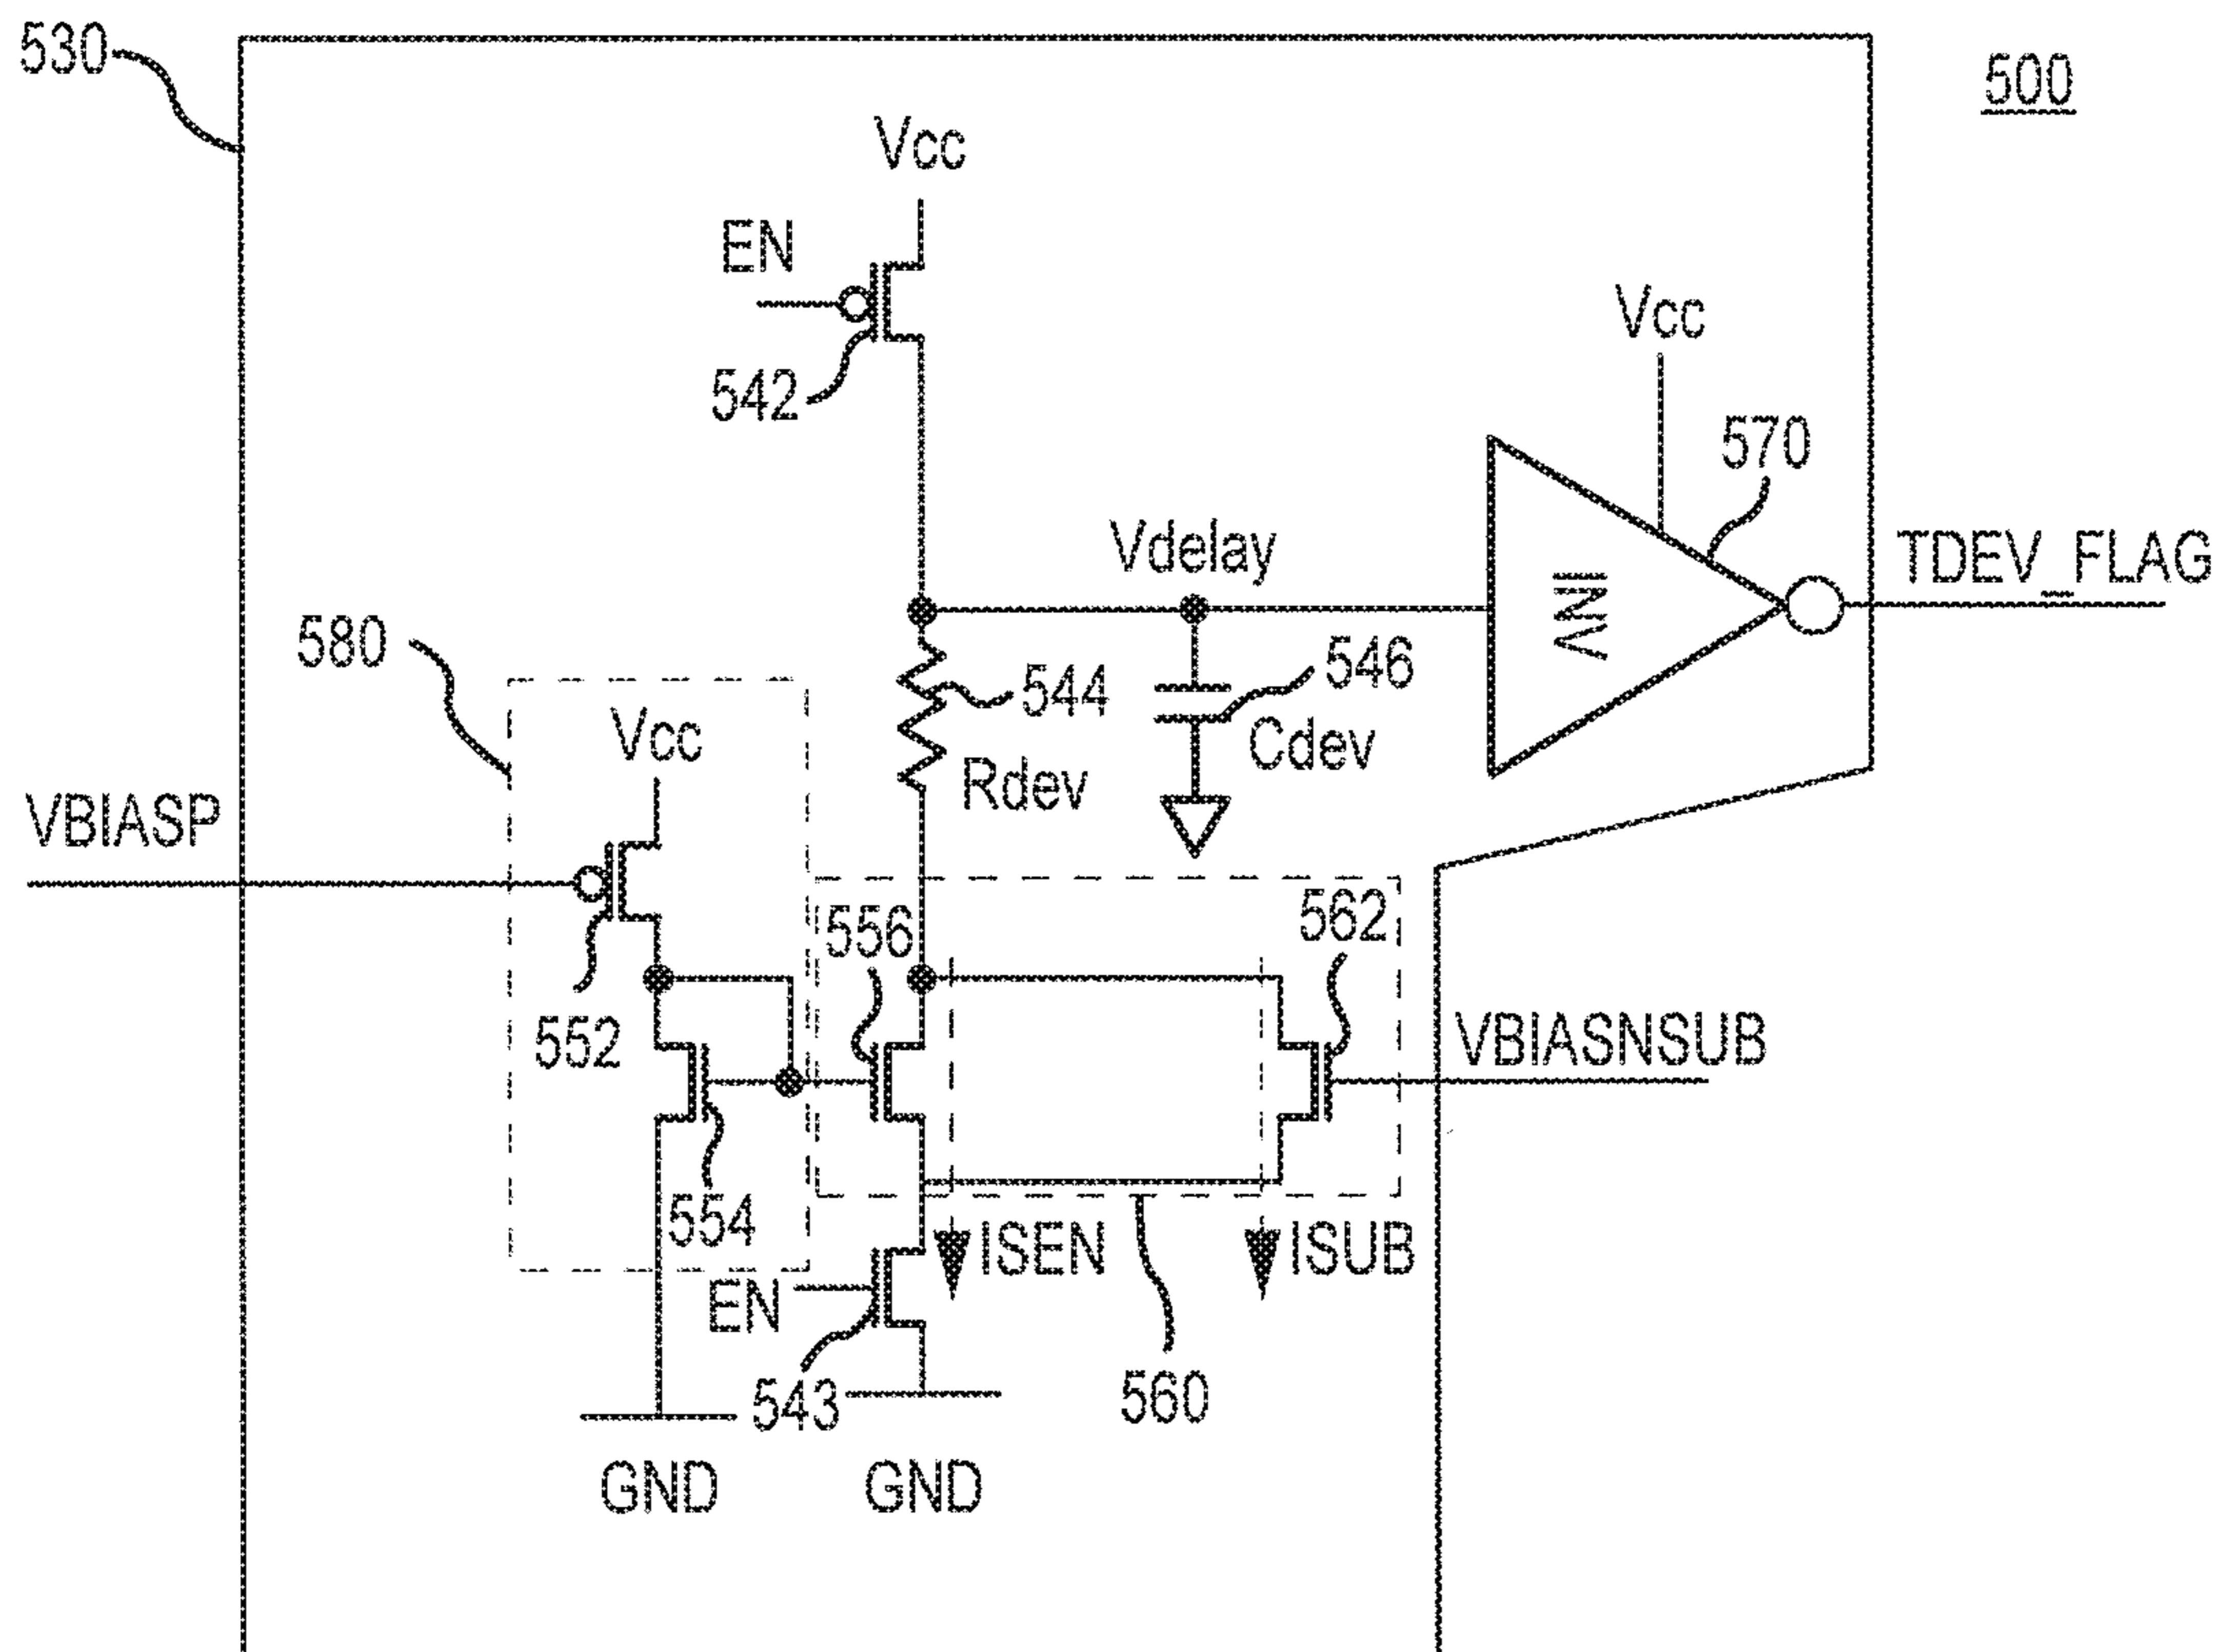 530
500
Vcc
EN
542
Vcc
570
TDEV_FLAG
Vdelay
INV
580
544
546
Cdev
Rdev
Vcc
VBIASP
552
556
562
VBIASNSUB
554
ISEN
ISUB
EN
543
560
GND
GND